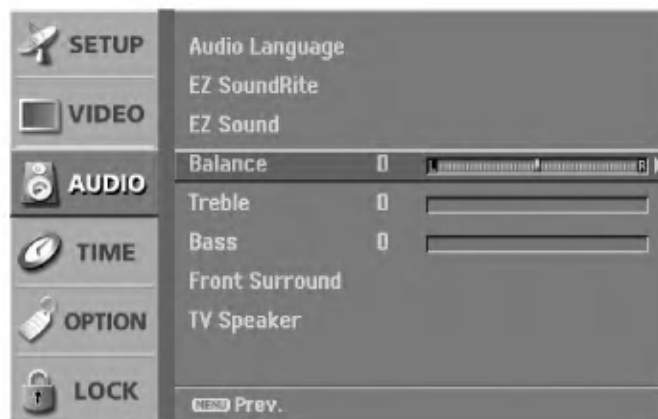 SETUP
VIDEO
AUDIO
TIME
OPTION
LOCK
Audio Language
EZ SoundRite
EZ Sound
Balance 0 L R
Treble 0
Bass 0
Front Surround
TV Speaker
MENU Prev.